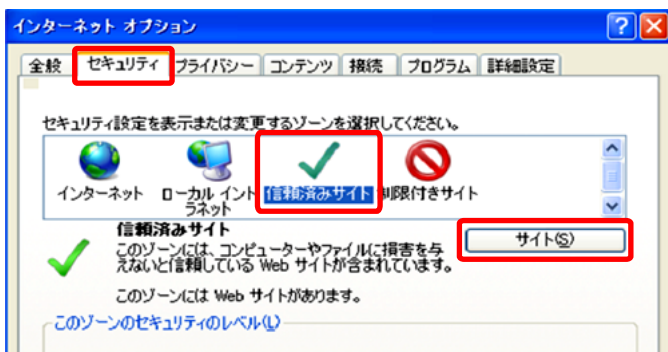 インターネット オプション
全般 セキュリティ プライバシー コンテンツ 接続 プログラム 詳細設定
セキュリティ設定を表示または変更するゾーンを選択してください。
インターネット ローカル イントラネット 信頼済みサイト 制限付きサイト
信頼済みサイト
サイト(S)
このゾーンには、コンピューターやファイルに損害を与
えないと信頼している Web サイトが含まれています。
このゾーンには Web サイトがあります。
このゾーンのセキュリティのレベル(L)